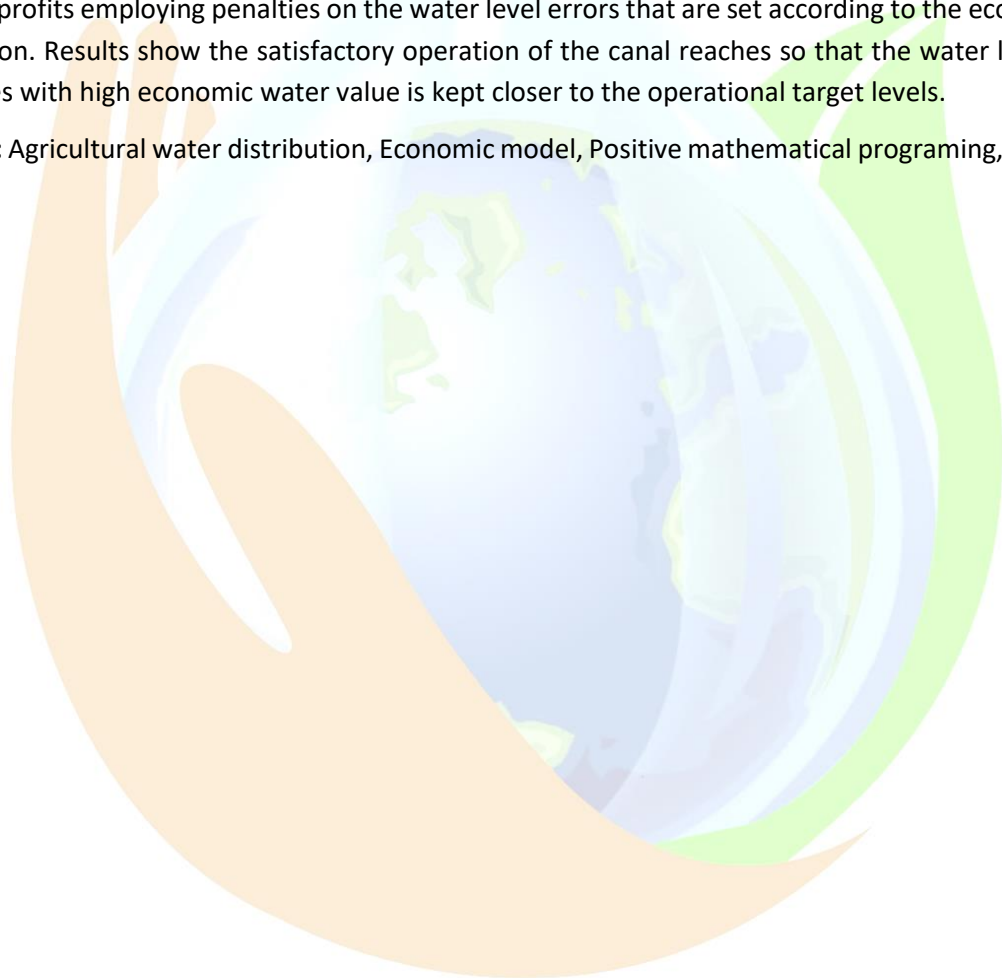 profits employing penalties on the water level errors that are set according to the eco
on. Results show the satisfactory operation of the canal reaches so that the water l
s with high economic water value is kept closer to the operational target levels.
: Agricultural water distribution, Economic model, Positive mathematical programing,